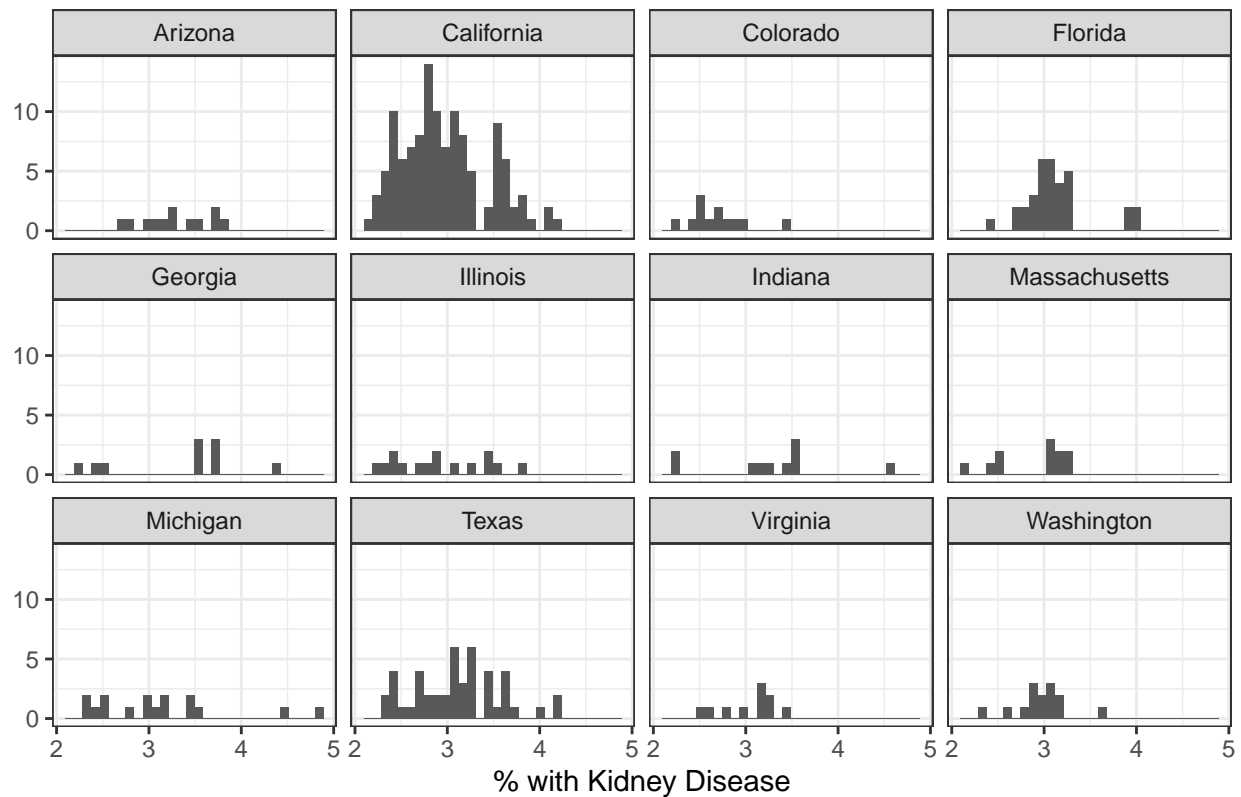 Arizona California Colorado Florida
10
5
0
Georgia Illinois Indiana Massachusetts
10
5
0
Michigan Texas Virginia Washington
10
5
0
2 3 4 5 2 3 4 5 2 3 4 5 2 3 4 5
% with Kidney Disease